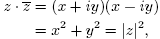 z · z̅ = (x + iy)(x − iy)
= x² + y² = |z|²,